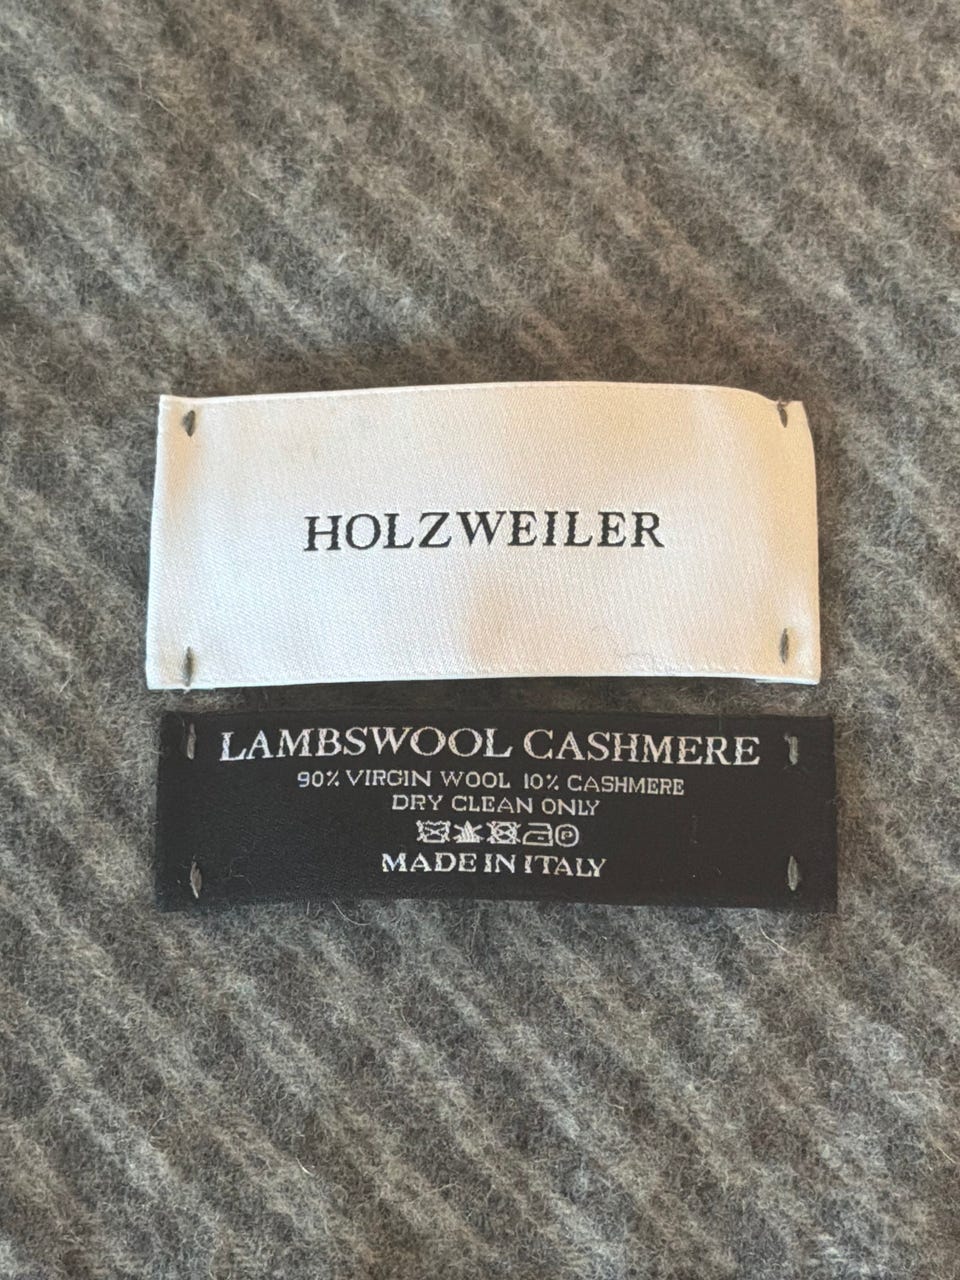 HOLZWEILER
LAMBSWOOL CASHMERE
90% VIRGIN WOOL 10% CASHMERE
DRY CLEAN ONLY
MADE IN ITALY